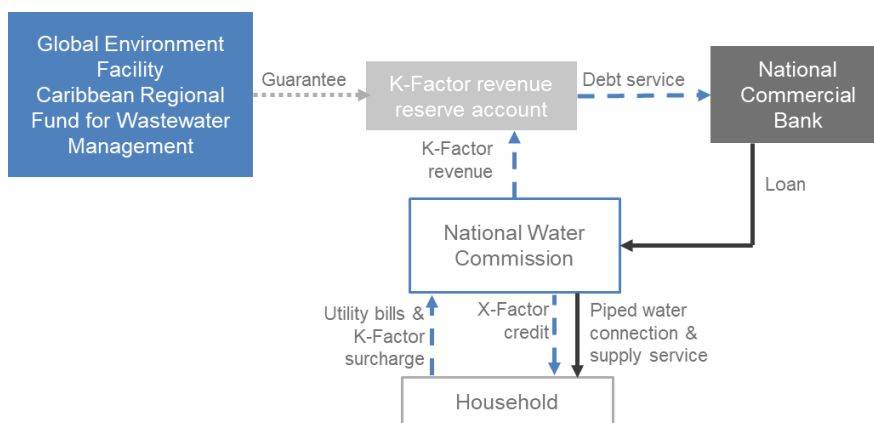 Global Environment
Facility
Caribbean Regional
Fund for Wastewater
Management
Guarantee
K-Factor revenue
reserve account
Debt service
National
Commercial
Bank
K-Factor
revenue
Loan
National Water
Commission
Utility bills &
K-Factor
surcharge
X-Factor
credit
Piped water
connection &
supply service
Household